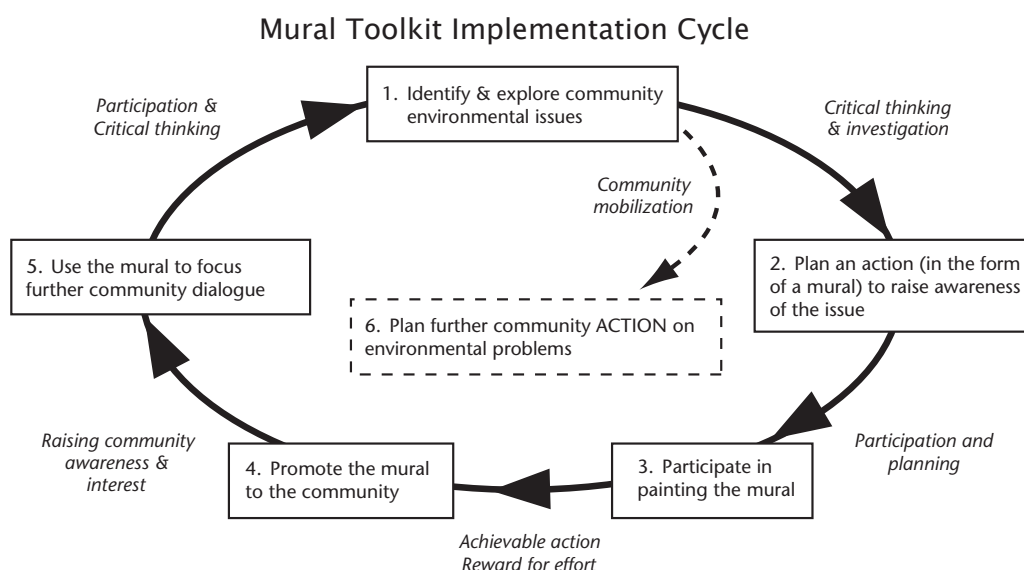 Mural Toolkit Implementation Cycle
1. Identify & explore community
environmental issues
Critical thinking
& investigation
2. Plan an action (in the form
of a mural) to raise awareness
of the issue
Participation and
planning
3. Participate in
painting the mural
Achievable action
Reward for effort
4. Promote the mural
to the community
Raising community
awareness &
interest
5. Use the mural to focus
further community dialogue
Participation &
Critical thinking
Community
mobilization
6. Plan further community ACTION on
environmental problems